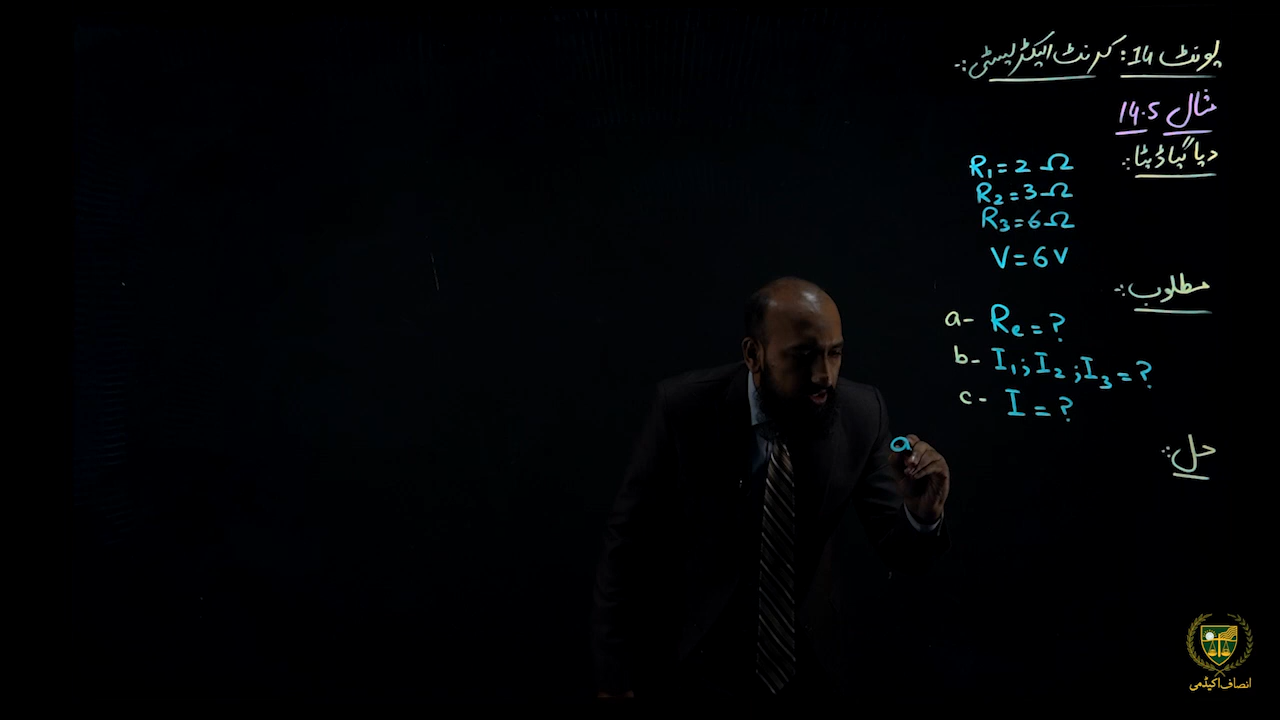 یونٹ 14: کرنٹ الیکٹریسٹی:-
مثال 14.5
دیا گیا ڈیٹا:-
R₁ = 2 Ω
R₂ = 3 Ω
R₃ = 6 Ω
V = 6 V
مطلوب:-
a- Rₑ = ?
b- I₁ ; I₂ ; I₃ = ?
c- I = ?
حل:-
a
انصاف اکیڈمی